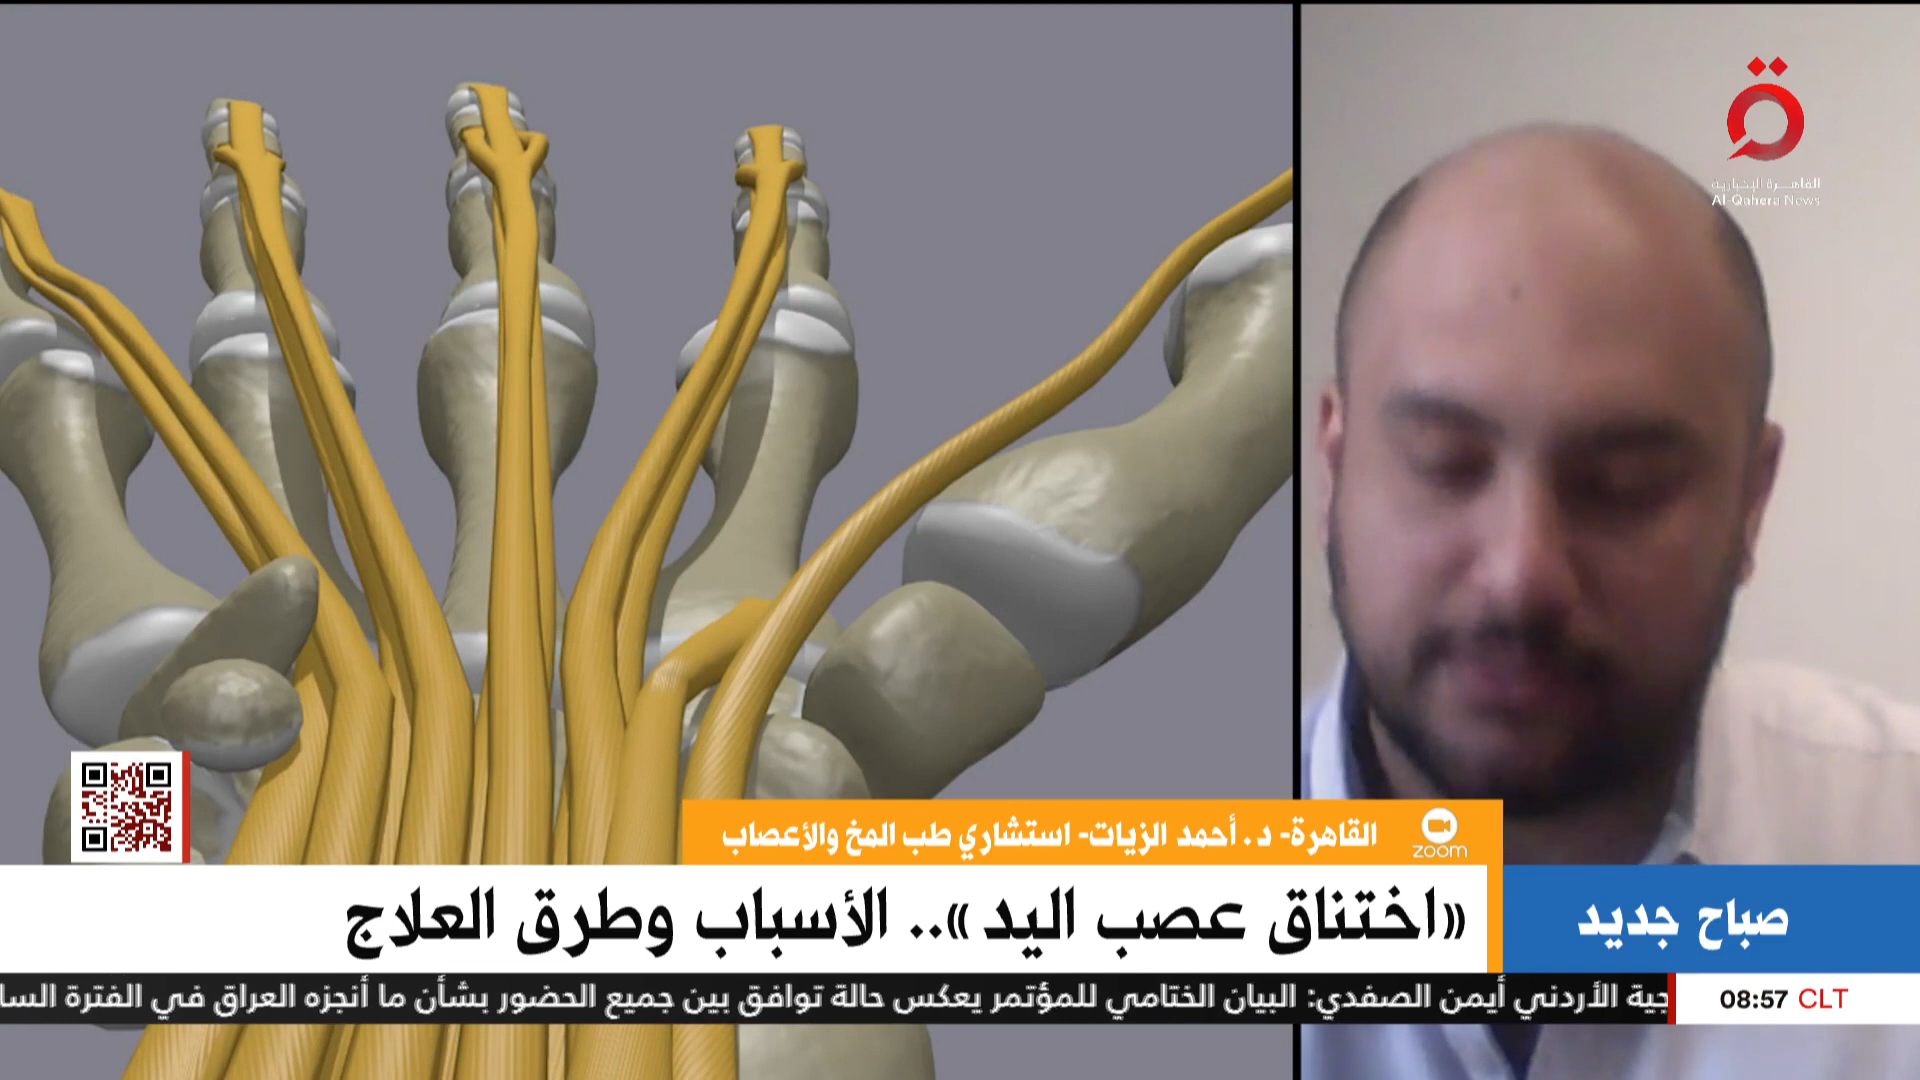 القاهرة الإخبارية
Al-Qahera News
القاهرة- د. أحمد الزيات- استشاري طب المخ والأعصاب
zoom
صباح جديد
«اختناق عصب اليد».. الأسباب وطرق العلاج
08:57 CLT
جية الأردني أيمن الصفدي: البيان الختامي للمؤتمر يعكس حالة توافق بين جميع الحضور بشأن ما أنجزه العراق في الفترة السا